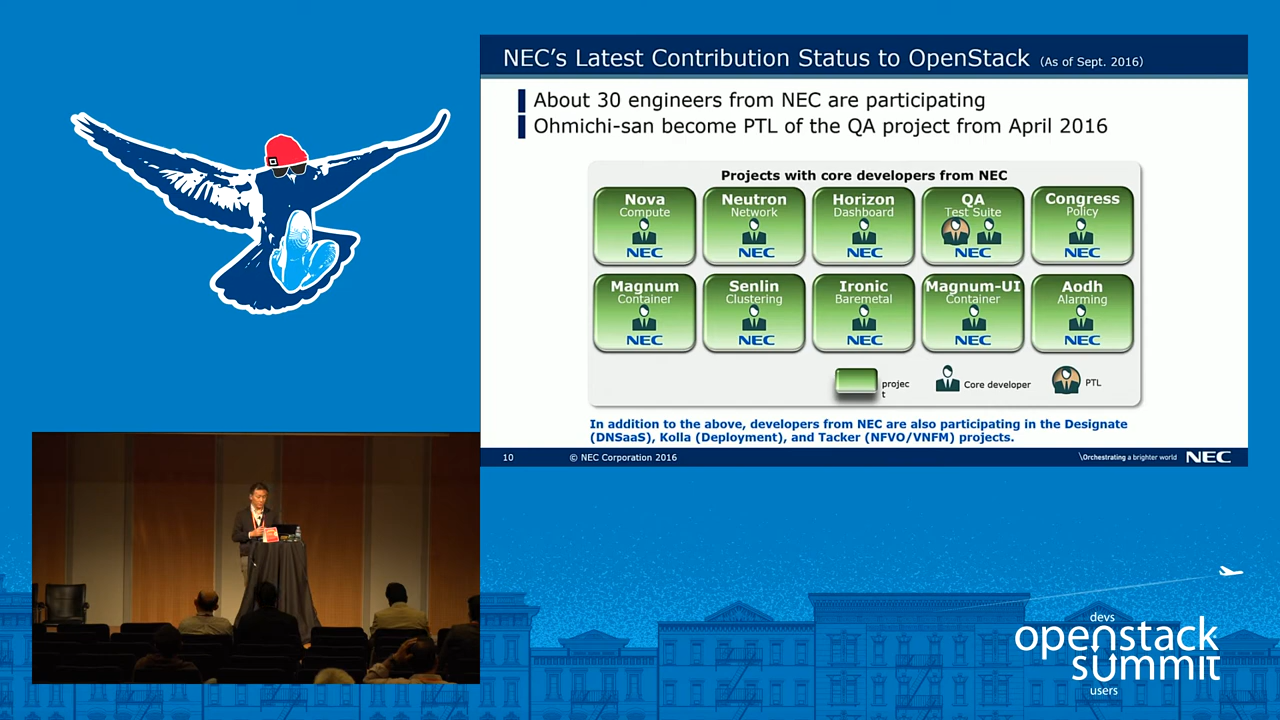 NEC's Latest Contribution Status to OpenStack (As of Sept. 2016)
About 30 engineers from NEC are participating
Ohmichi-san become PTL of the QA project from April 2016
Projects with core developers from NEC
Nova
Compute
NEC
Neutron
Network
NEC
Horizon
Dashboard
NEC
QA
Test Suite
NEC
Congress
Policy
NEC
Magnum
Container
NEC
Senlin
Clustering
NEC
Ironic
Baremetal
NEC
Magnum-UI
Container
NEC
Aodh
Alarming
NEC
projec
t
Core developer
PTL
In addition to the above, developers from NEC are also participating in the Designate
(DNSaaS), Kolla (Deployment), and Tacker (NFVO/VNFM) projects.
10
© NEC Corporation 2016
\Orchestrating a brighter world
NEC
devs
openstack
summit
users